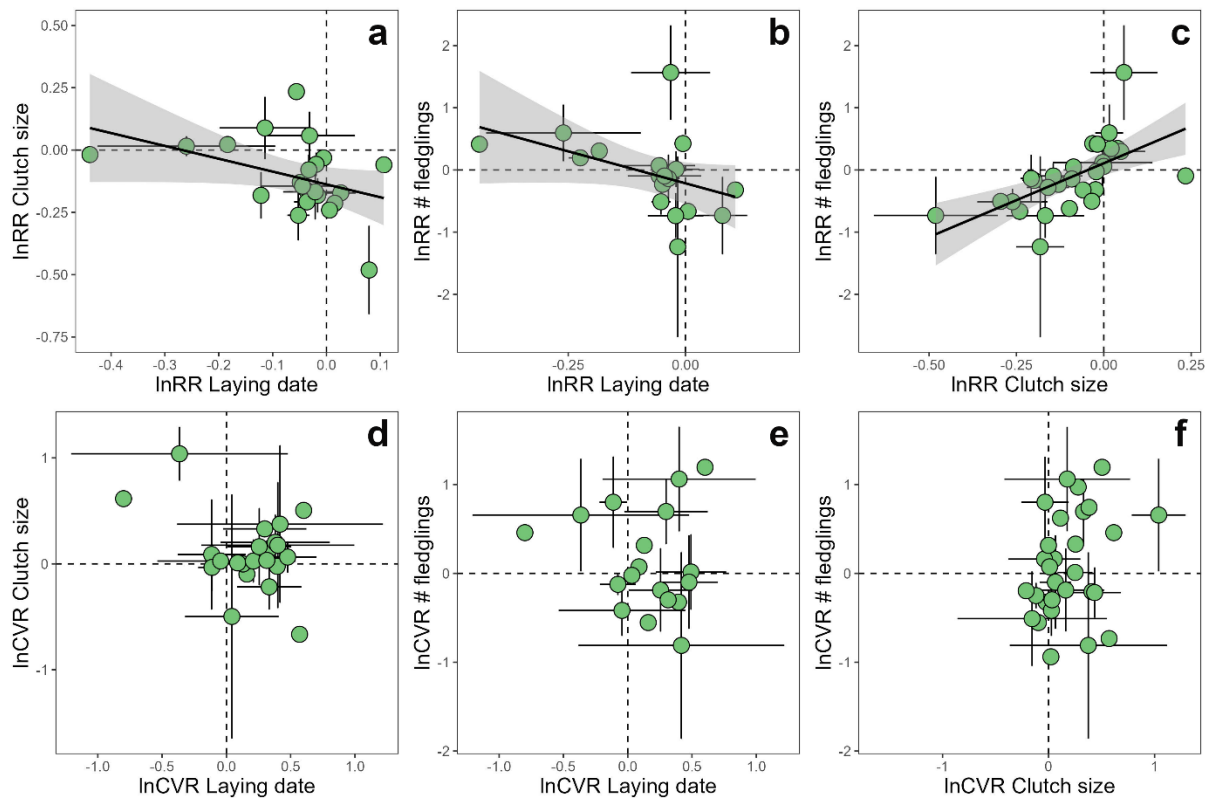 a
lnRR Clutch size
0.50
0.25
0.00
-0.25
-0.50
-0.75
-0.4 -0.3 -0.2 -0.1 0.0 0.1
lnRR Laying date
b
lnRR # fledglings
2
1
0
-1
-2
-0.25 0.00
lnRR Laying date
c
lnRR # fledglings
2
1
0
-1
-2
-0.50 -0.25 0.00 0.25
lnRR Clutch size
d
lnCVR Clutch size
1
0
-1
-1.0 -0.5 0.0 0.5 1.0
lnCVR Laying date
e
lnCVR # fledglings
1
0
-1
-2
-1.0 -0.5 0.0 0.5 1.0
lnCVR Laying date
f
lnCVR # fledglings
1
0
-1
-2
-1 0 1
lnCVR Clutch size